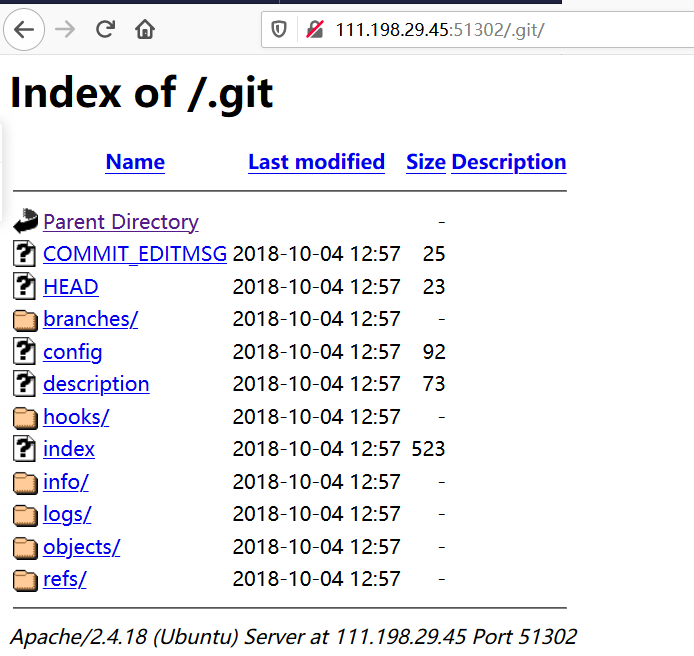 111.198.29.45:51302/.git/
Index of /.git
Name Last modified Size Description
Parent Directory -
COMMIT_EDITMSG 2018-10-04 12:57 25
HEAD 2018-10-04 12:57 23
branches/ 2018-10-04 12:57 -
config 2018-10-04 12:57 92
description 2018-10-04 12:57 73
hooks/ 2018-10-04 12:57 -
index 2018-10-04 12:57 523
info/ 2018-10-04 12:57 -
logs/ 2018-10-04 12:57 -
objects/ 2018-10-04 12:57 -
refs/ 2018-10-04 12:57 -
Apache/2.4.18 (Ubuntu) Server at 111.198.29.45 Port 51302